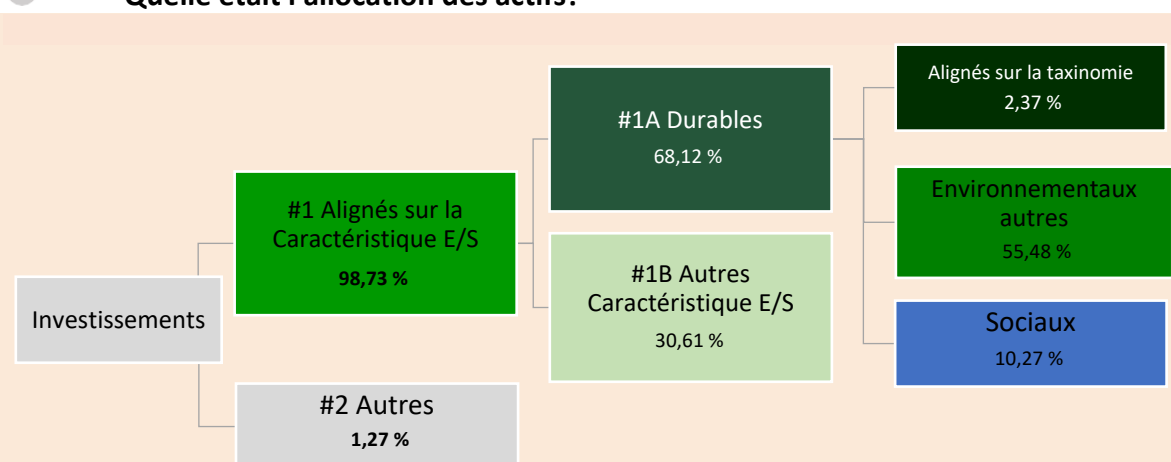 Quelle était l'allocation des actifs?
Investissements
#1 Alignés sur la
Caractéristique E/S
98,73 %
#2 Autres
1,27 %
#1A Durables
68,12 %
#1B Autres
Caractéristique E/S
30,61 %
Alignés sur la taxinomie
2,37 %
Environnementaux
autres
55,48 %
Sociaux
10,27 %